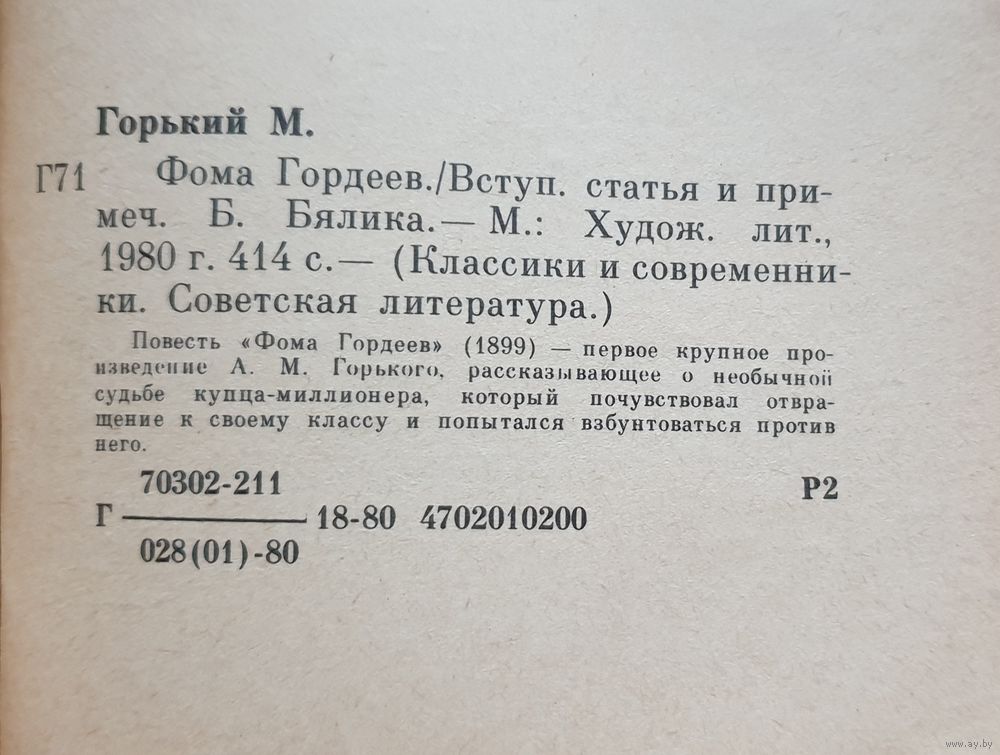 Горький М.
Г71 Фома Гордеев./Вступ. статья и при-
меч. Б. Бялика.— М.: Худож. лит.,
1980 г. 414 с.— (Классики и современни-
ки. Советская литература.)
Повесть «Фома Гордеев» (1899) — первое крупное про-
изведение А. М. Горького, рассказывающее о необычной
судьбе купца-миллионера, который почувствовал отвра-
щение к своему классу и попытался взбунтоваться против
него.
70302-211
Г ——— 18-80 4702010200
028(01)-80
Р2
www.ay.by